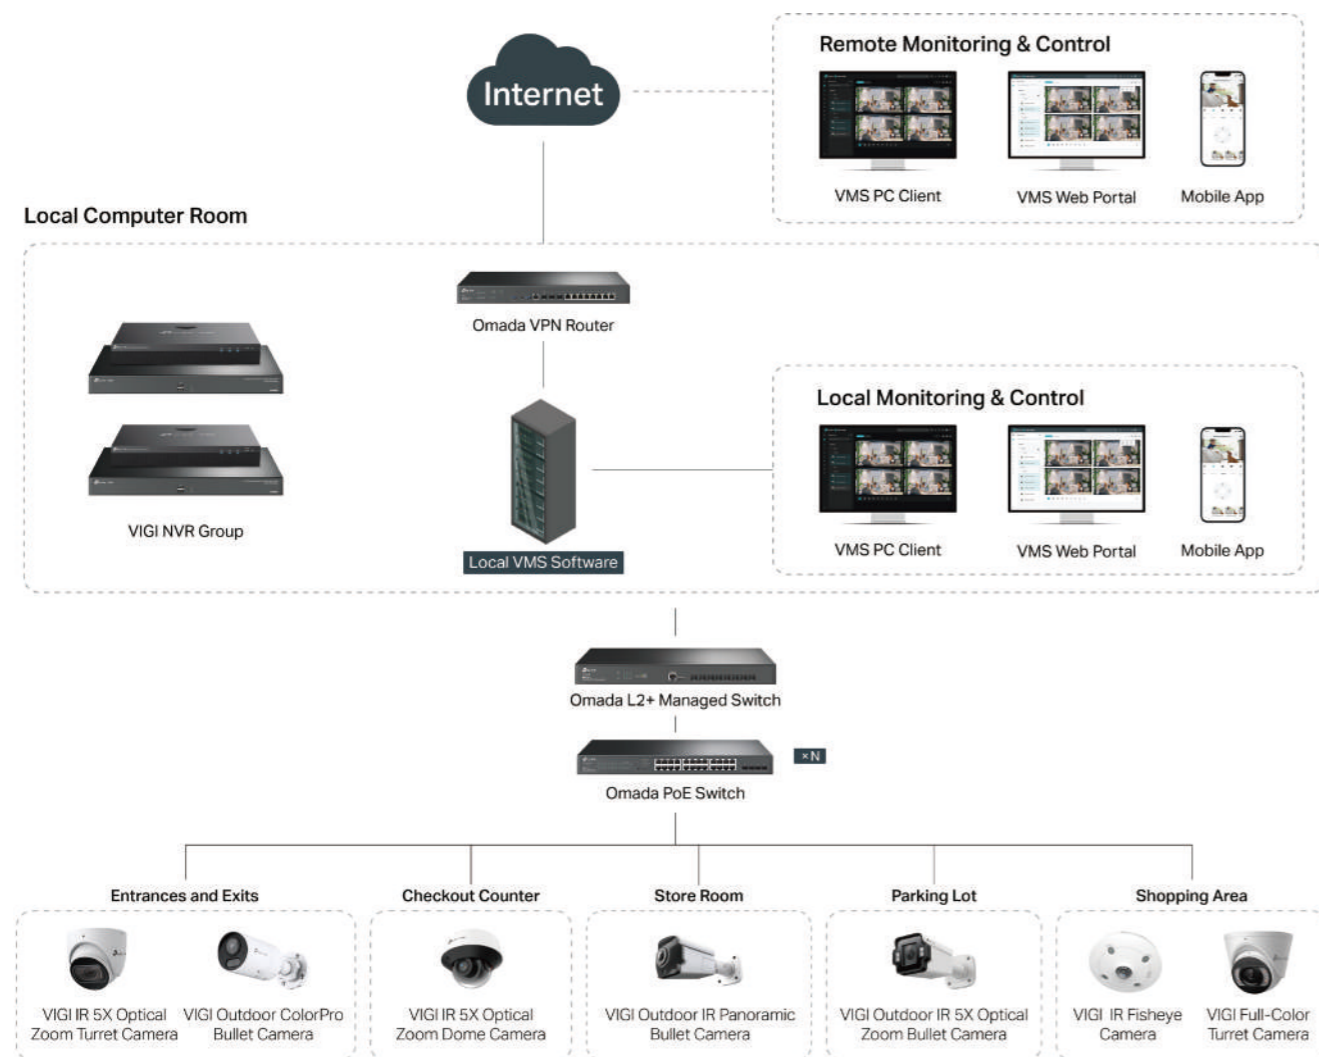 Internet
Remote Monitoring & Control
VMS PC Client
VMS Web Portal
Mobile App
Local Computer Room
Omada VPN Router
VIGI NVR Group
Local VMS Software
Local Monitoring & Control
VMS PC Client
VMS Web Portal
Mobile App
Omada L2+ Managed Switch
×N
Omada PoE Switch
Entrances and Exits
VIGI IR 5X Optical
Zoom Turret Camera
VIGI Outdoor ColorPro
Bullet Camera
Checkout Counter
VIGI IR 5X Optical
Zoom Dome Camera
Store Room
VIGI Outdoor IR Panoramic
Bullet Camera
Parking Lot
VIGI Outdoor IR 5X Optical
Zoom Bullet Camera
Shopping Area
VIGI IR Fisheye
Camera
VIGI Full-Color
Turret Camera